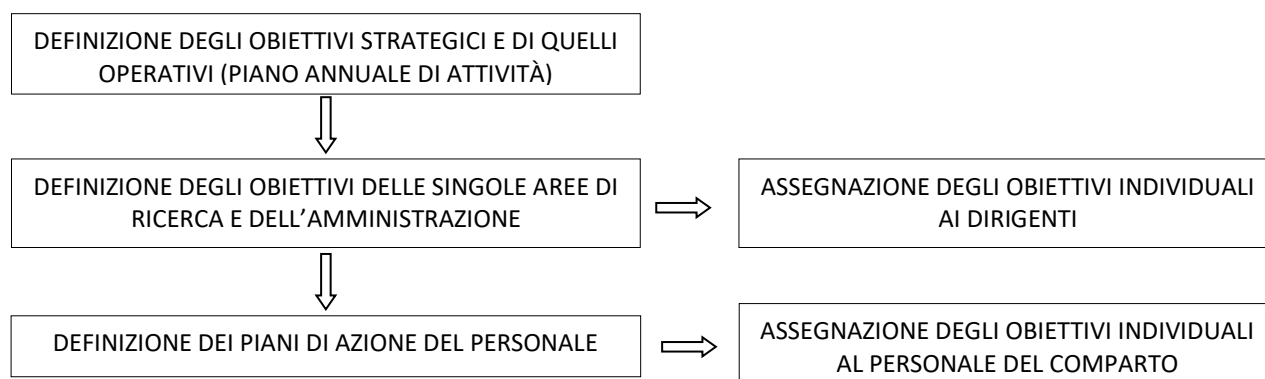 DEFINIZIONE DEGLI OBIETTIVI STRATEGICI E DI QUELLI
OPERATIVI (PIANO ANNUALE DI ATTIVITÀ)
DEFINIZIONE DEGLI OBIETTIVI DELLE SINGOLE AREE DI
RICERCA E DELL’AMMINISTRAZIONE
ASSEGNAZIONE DEGLI OBIETTIVI INDIVIDUALI
AI DIRIGENTI
DEFINIZIONE DEI PIANI DI AZIONE DEL PERSONALE
ASSEGNAZIONE DEGLI OBIETTIVI INDIVIDUALI
AL PERSONALE DEL COMPARTO